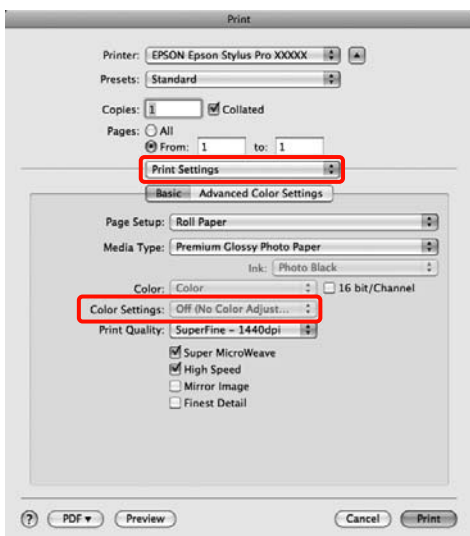 Print
Printer: EPSON Epson Stylus Pro XXXXX
Presets: Standard
Copies: 1 Collated
Pages: All
From: 1 to: 1
Print Settings
Basic Advanced Color Settings
Page Setup: Roll Paper
Media Type: Premium Glossy Photo Paper
Ink: Photo Black
Color: Color 16 bit/Channel
Color Settings: Off (No Color Adjust...
Print Quality: SuperFine - 1440dpi
Super MicroWeave
High Speed
Mirror Image
Finest Detail
? PDF Preview Cancel Print